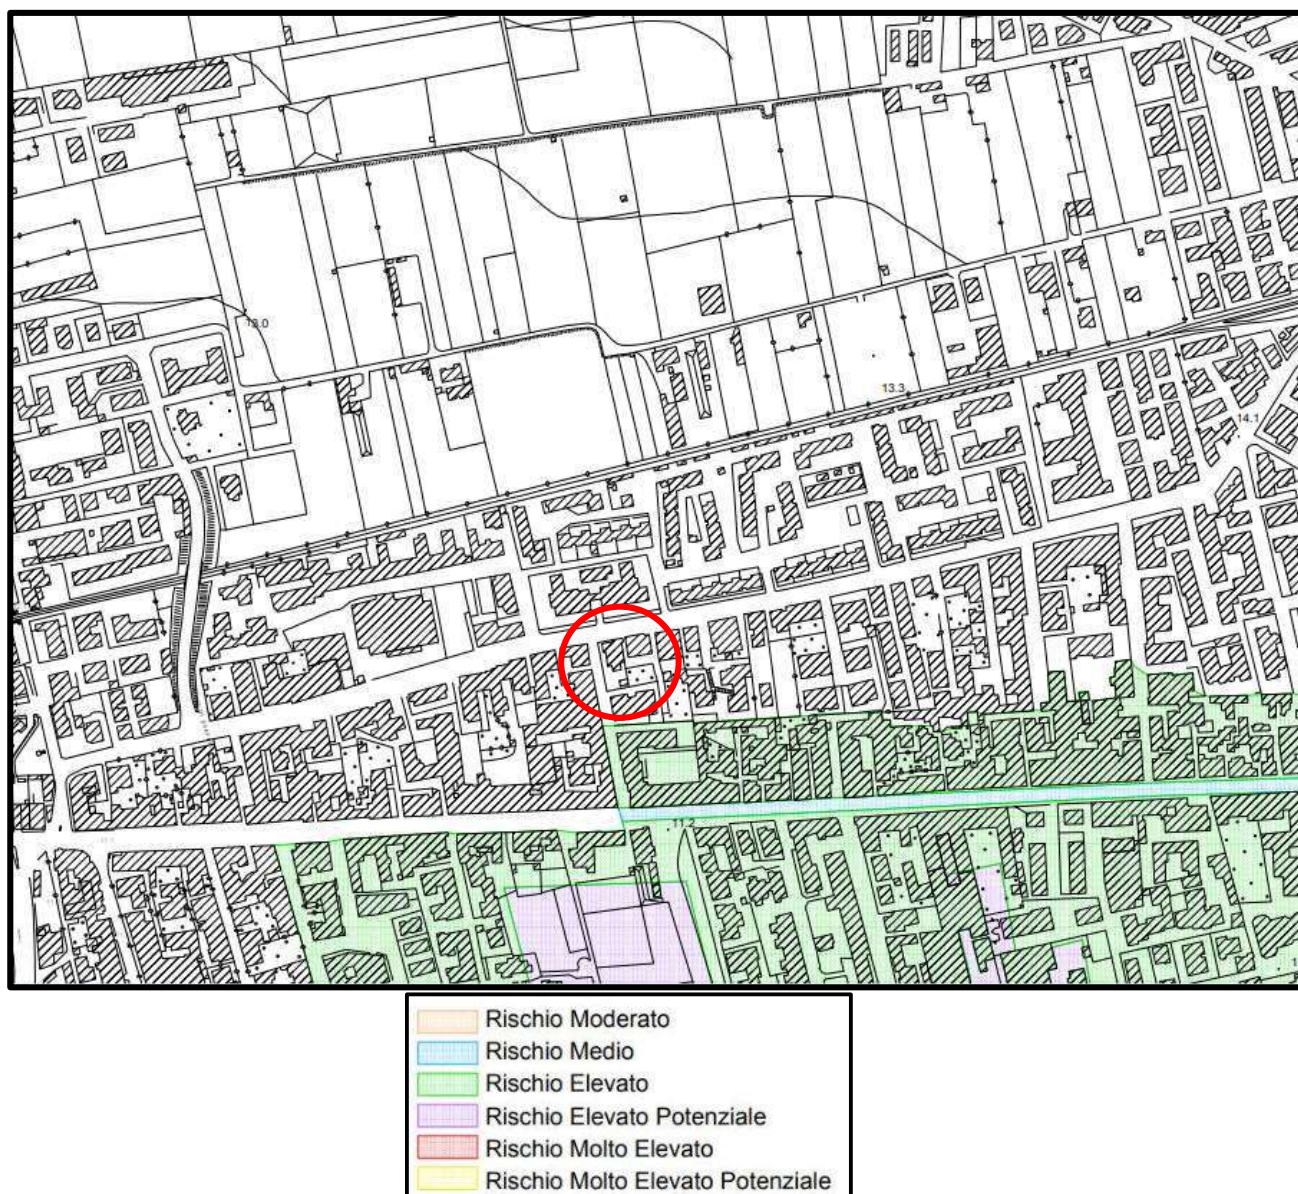 13.0
13.3
14.1
11.2
Rischio Moderato
Rischio Medio
Rischio Elevato
Rischio Elevato Potenziale
Rischio Molto Elevato
Rischio Molto Elevato Potenziale